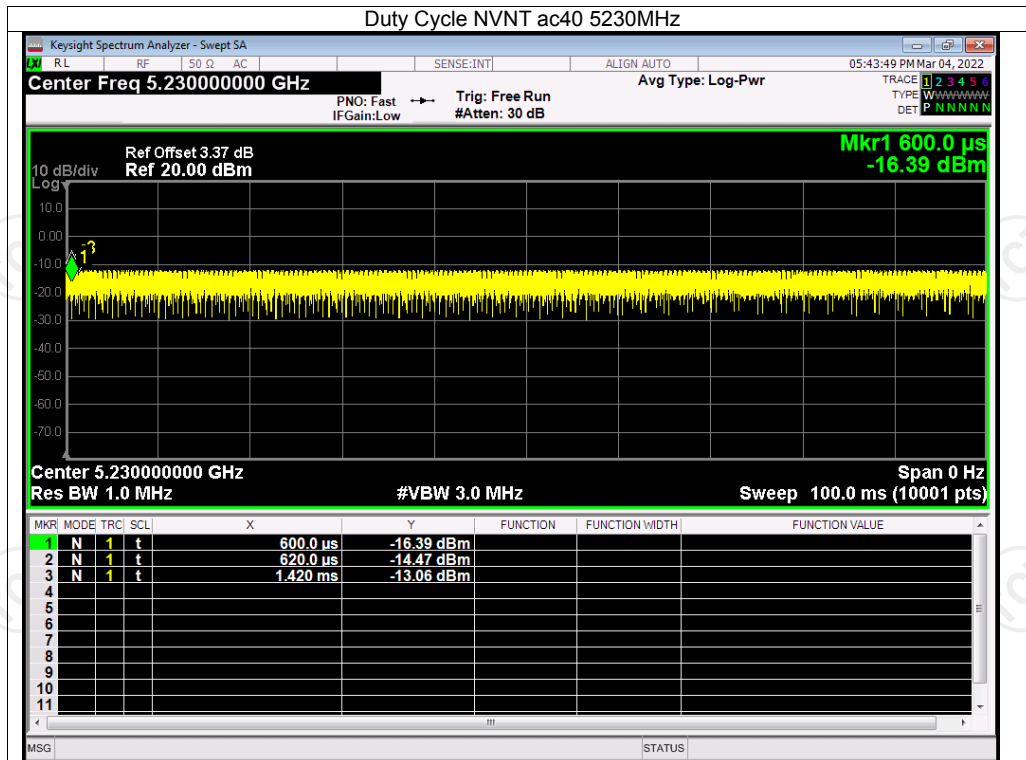 Duty Cycle NVNT ac40 5230MHz
Keysight Spectrum Analyzer - Swept SA
LXI RL RF 50 Ω AC SENSE:INT ALIGN AUTO 05:43:49 PM Mar 04, 2022
Center Freq 5.230000000 GHz Avg Type: Log-Pwr TRACE 1 2 3 4 5 6
PNO: Fast Trig: Free Run TYPE WWWWWW
IFGain:Low #Atten: 30 dB DET P N N N N N
Mkr1 600.0 µs
-16.39 dBm
Ref Offset 3.37 dB
10 dB/div Ref 20.00 dBm
Log
10.0
0.00
-10.0
-20.0
-30.0
-40.0
-50.0
-60.0
-70.0
1
3
Center 5.230000000 GHz Span 0 Hz
Res BW 1.0 MHz #VBW 3.0 MHz Sweep 100.0 ms (10001 pts)
MKR MODE TRC SCL X Y FUNCTION FUNCTION WIDTH FUNCTION VALUE
1 N 1 t 600.0 µs -16.39 dBm
2 N 1 t 620.0 µs -14.47 dBm
3 N 1 t 1.420 ms -13.06 dBm
4
5
6
7
8
9
10
11
MSG STATUS